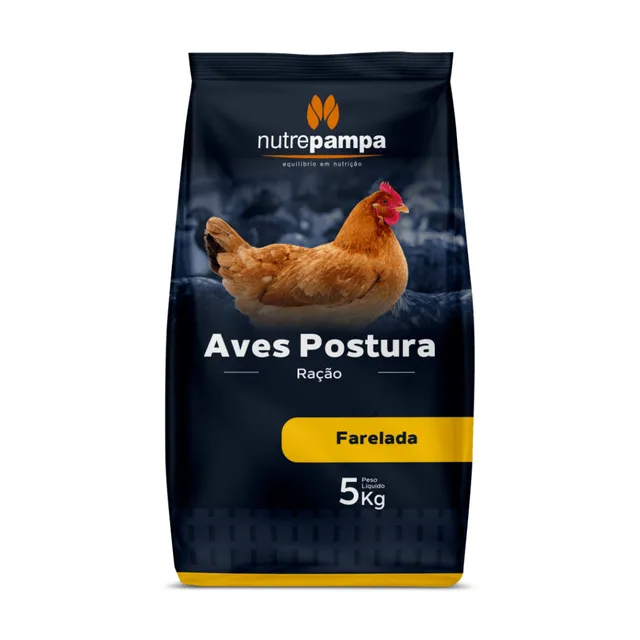 nutrepampa
equilíbrio em nutrição
Aves Postura
Ração
Farelada
5Kg
Peso
Líquido